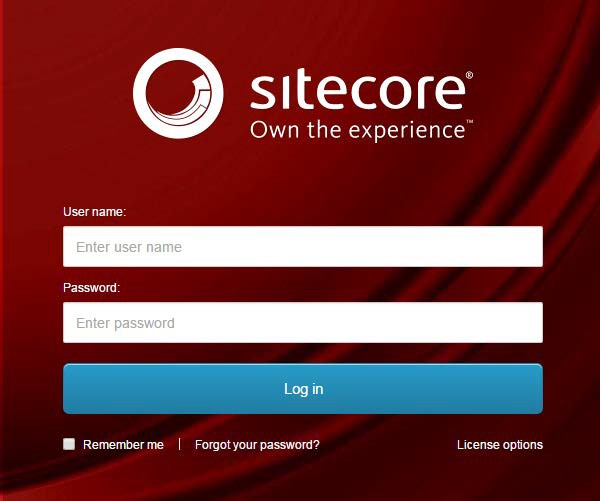 sitecore®
Own the experience™
User name:
Enter user name
Password:
Enter password
Log in
Remember me | Forgot your password? License options